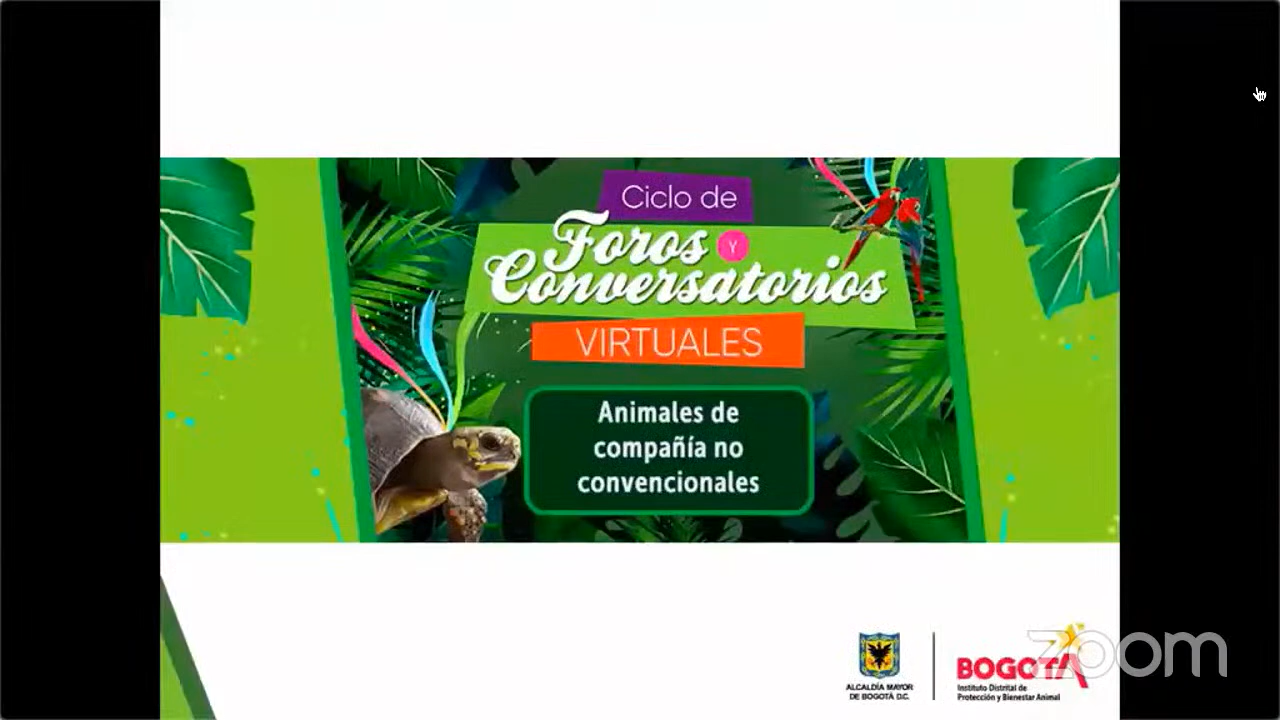 Ciclo de
Foros Y
Conversatorios
VIRTUALES
Animales de
compañía no
convencionales
ALCALDÍA MAYOR
DE BOGOTÁ D.C.
BOGOTÁ
Instituto Distrital de
Protección y Bienestar Animal
zoom